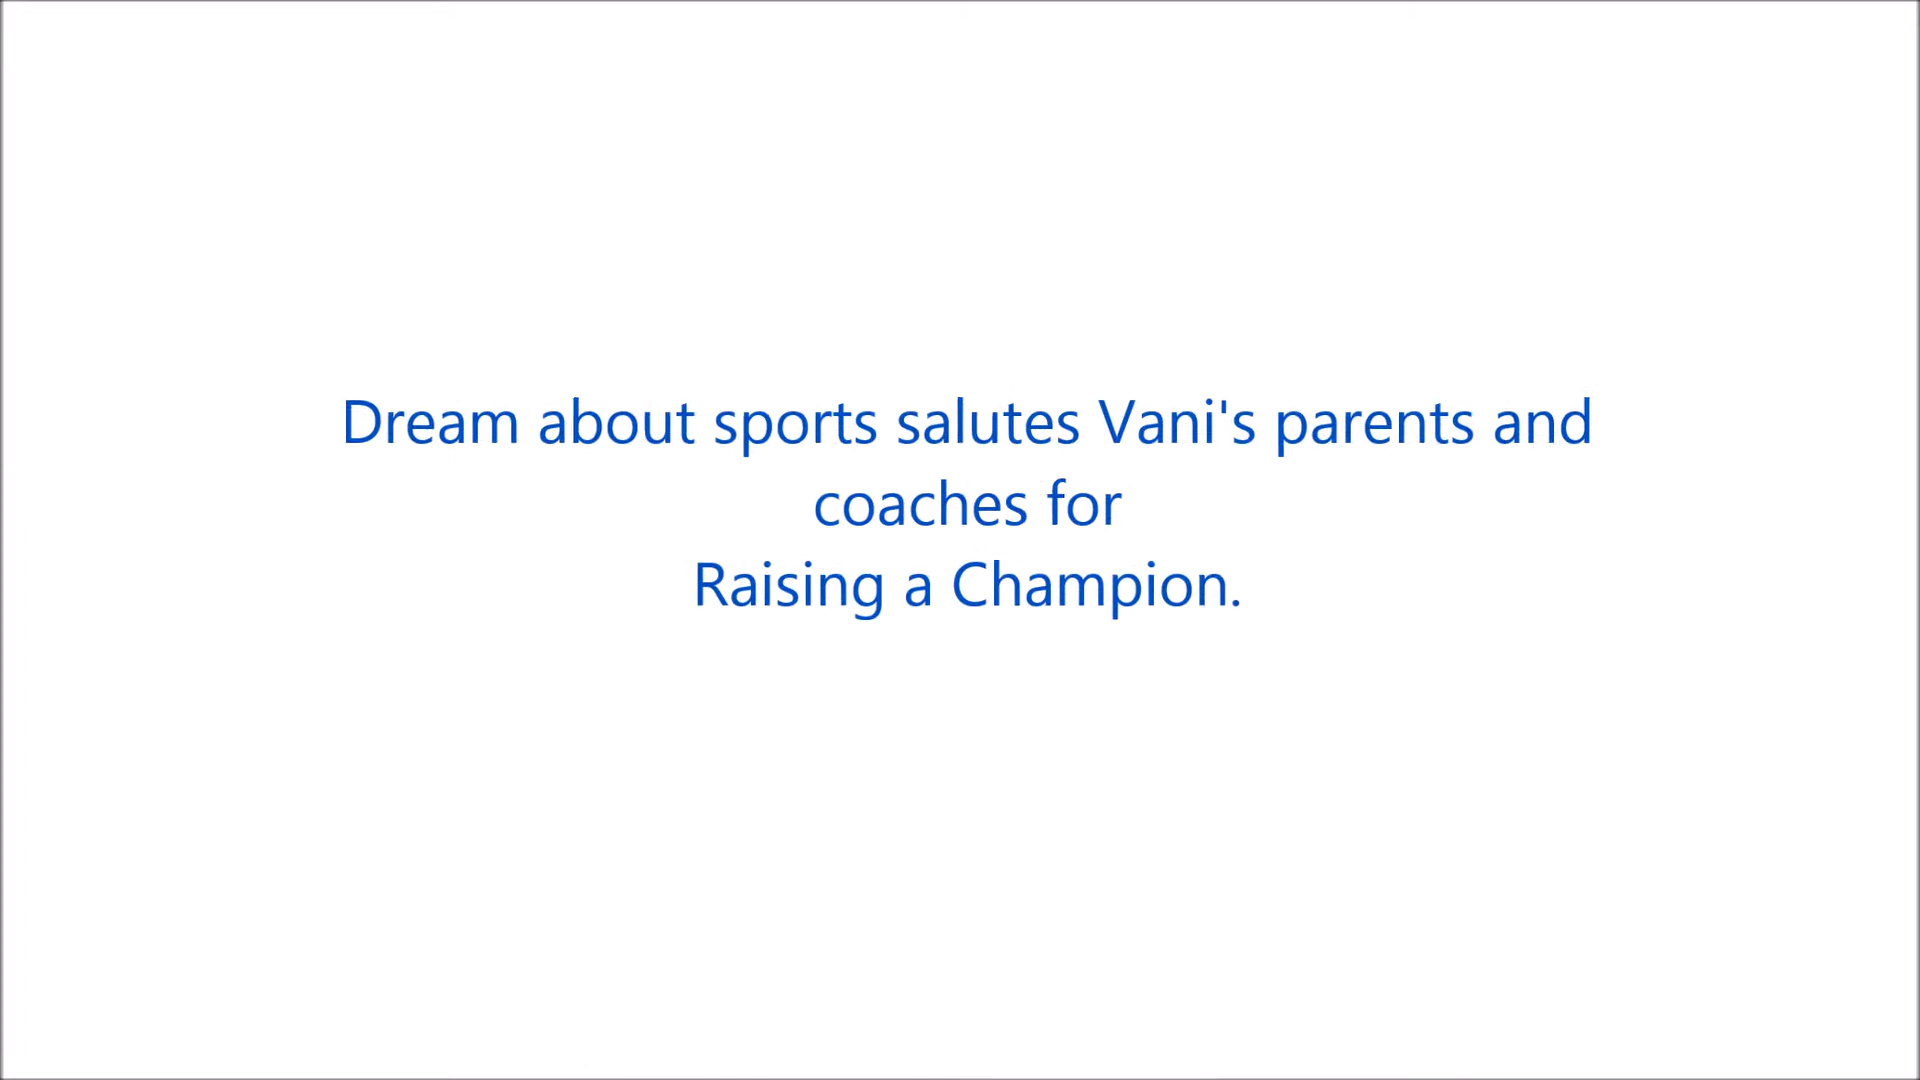 Dream about sports salutes Vani's parents and
coaches for
Raising a Champion.